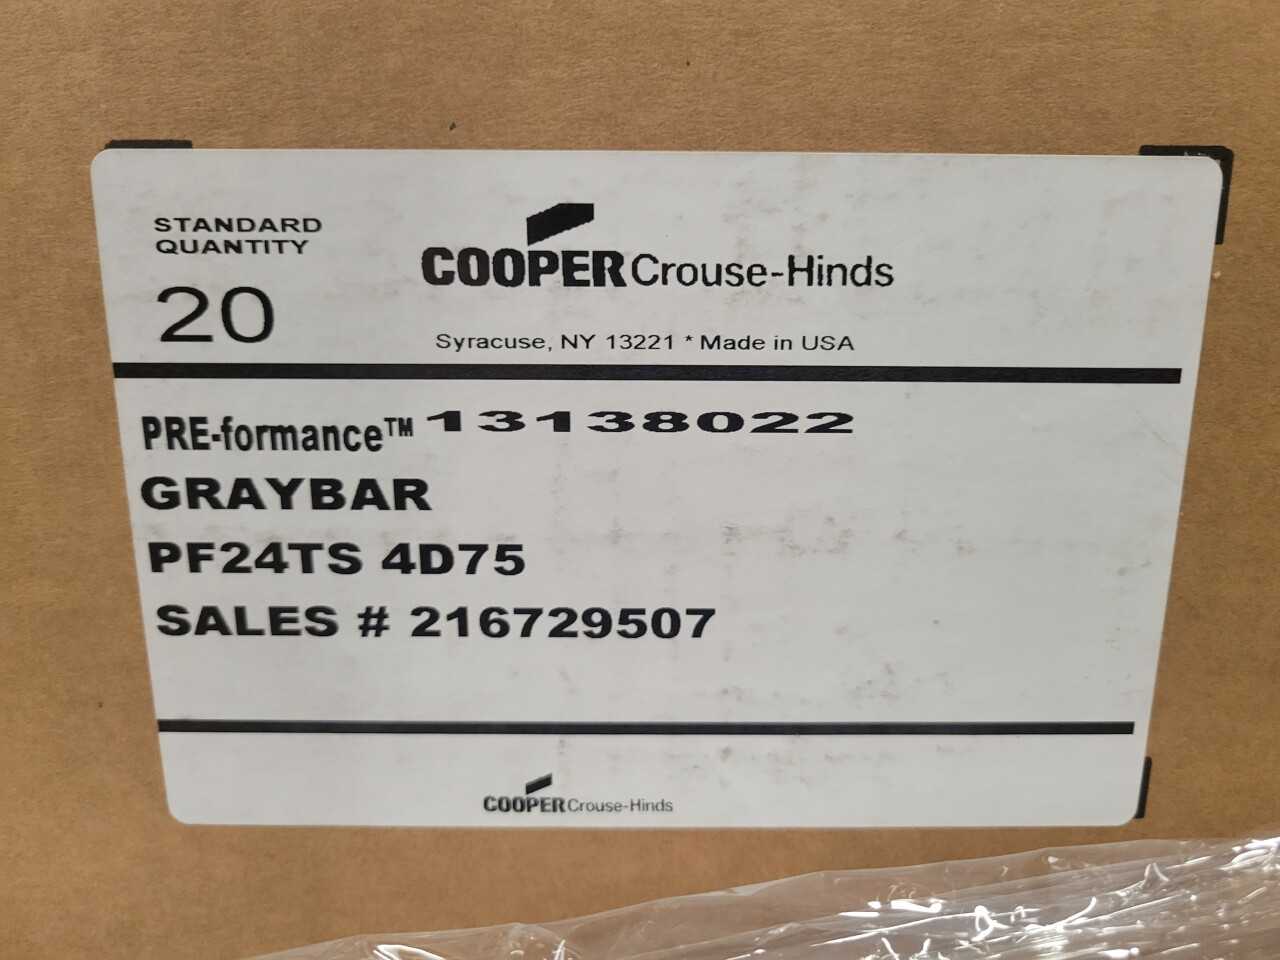 STANDARD
QUANTITY
20
COOPER Crouse-Hinds
Syracuse, NY 13221 * Made in USA
PRE-formance™ 13138022
GRAYBAR
PF24TS 4D75
SALES # 216729507
COOPER Crouse-Hinds